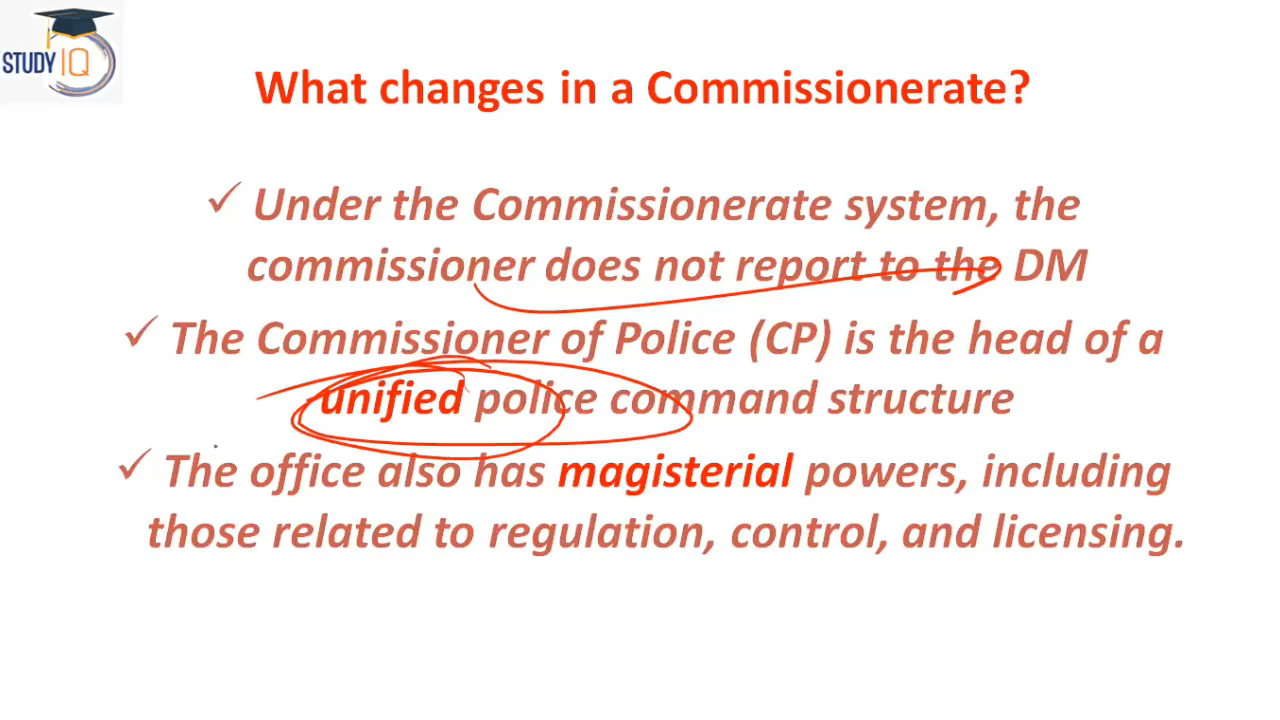 STUDY IQ
What changes in a Commissionerate?
✓ Under the Commissionerate system, the
commissioner does not report to the DM
✓ The Commissioner of Police (CP) is the head of a
unified police command structure
✓ The office also has magisterial powers, including
those related to regulation, control, and licensing.